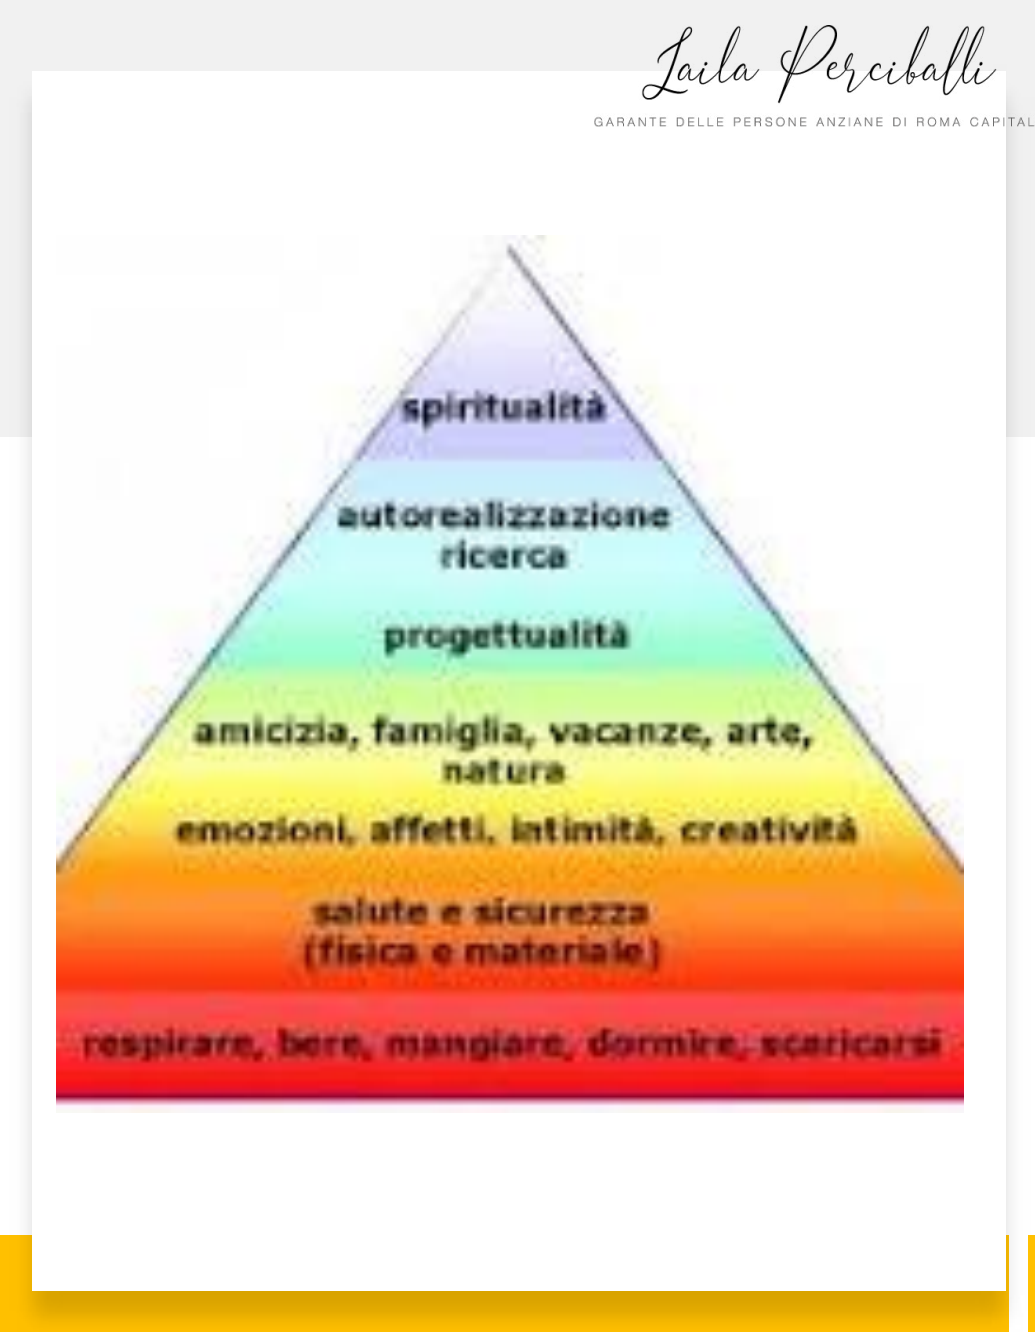 Laila Perciballi
GARANTE DELLE PERSONE ANZIANE DI ROMA CAPITAL
spiritualità
autorealizzazione
ricerca
progettualità
amicizia, famiglia, vacanze, arte,
natura
emozioni, affetti, intimità, creatività
salute e sicurezza
(fisica e materiale)
respirare, bere, mangiare, dormire, scaricarsi